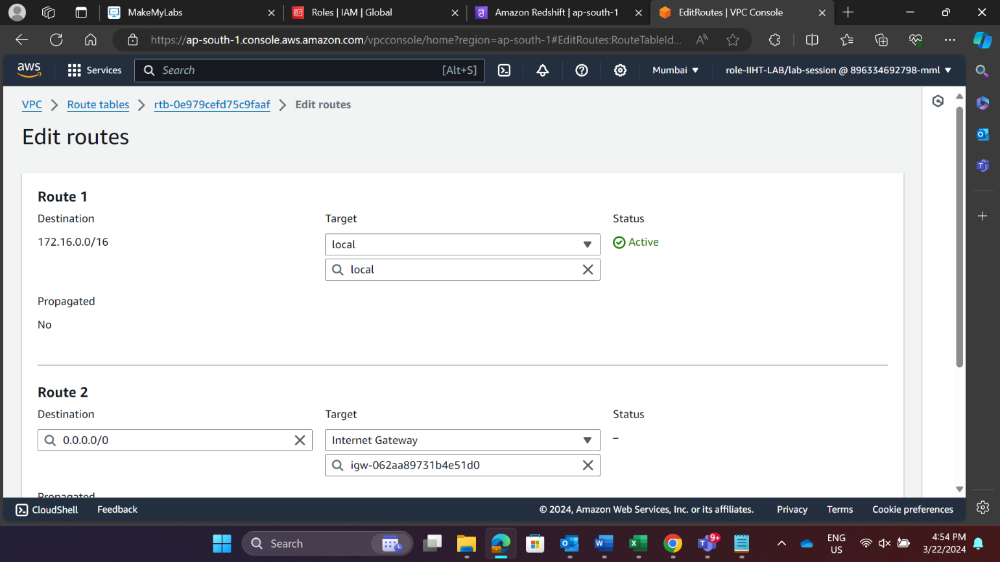 MakeMyLabs
Roles | IAM | Global
Amazon Redshift | ap-south-1
EditRoutes | VPC Console
https://ap-south-1.console.aws.amazon.com/vpcconsole/home?region=ap-south-1#EditRoutes:RouteTableId...
aws
Services
Search
[Alt+S]
Mumbai
role-IIHT-LAB/lab-session @ 896334692798-mml
VPC
Route tables
rtb-0e979cefd75c9faaf
Edit routes
Edit routes
Route 1
Destination
Target
Status
172.16.0.0/16
local
Active
local
Propagated
No
Route 2
Destination
Target
Status
0.0.0.0/0
Internet Gateway
–
igw-062aa89731b4e51d0
Propagated
CloudShell
Feedback
© 2024, Amazon Web Services, Inc. or its affiliates.
Privacy
Terms
Cookie preferences
Search
9+
ENG
US
4:54 PM
3/22/2024